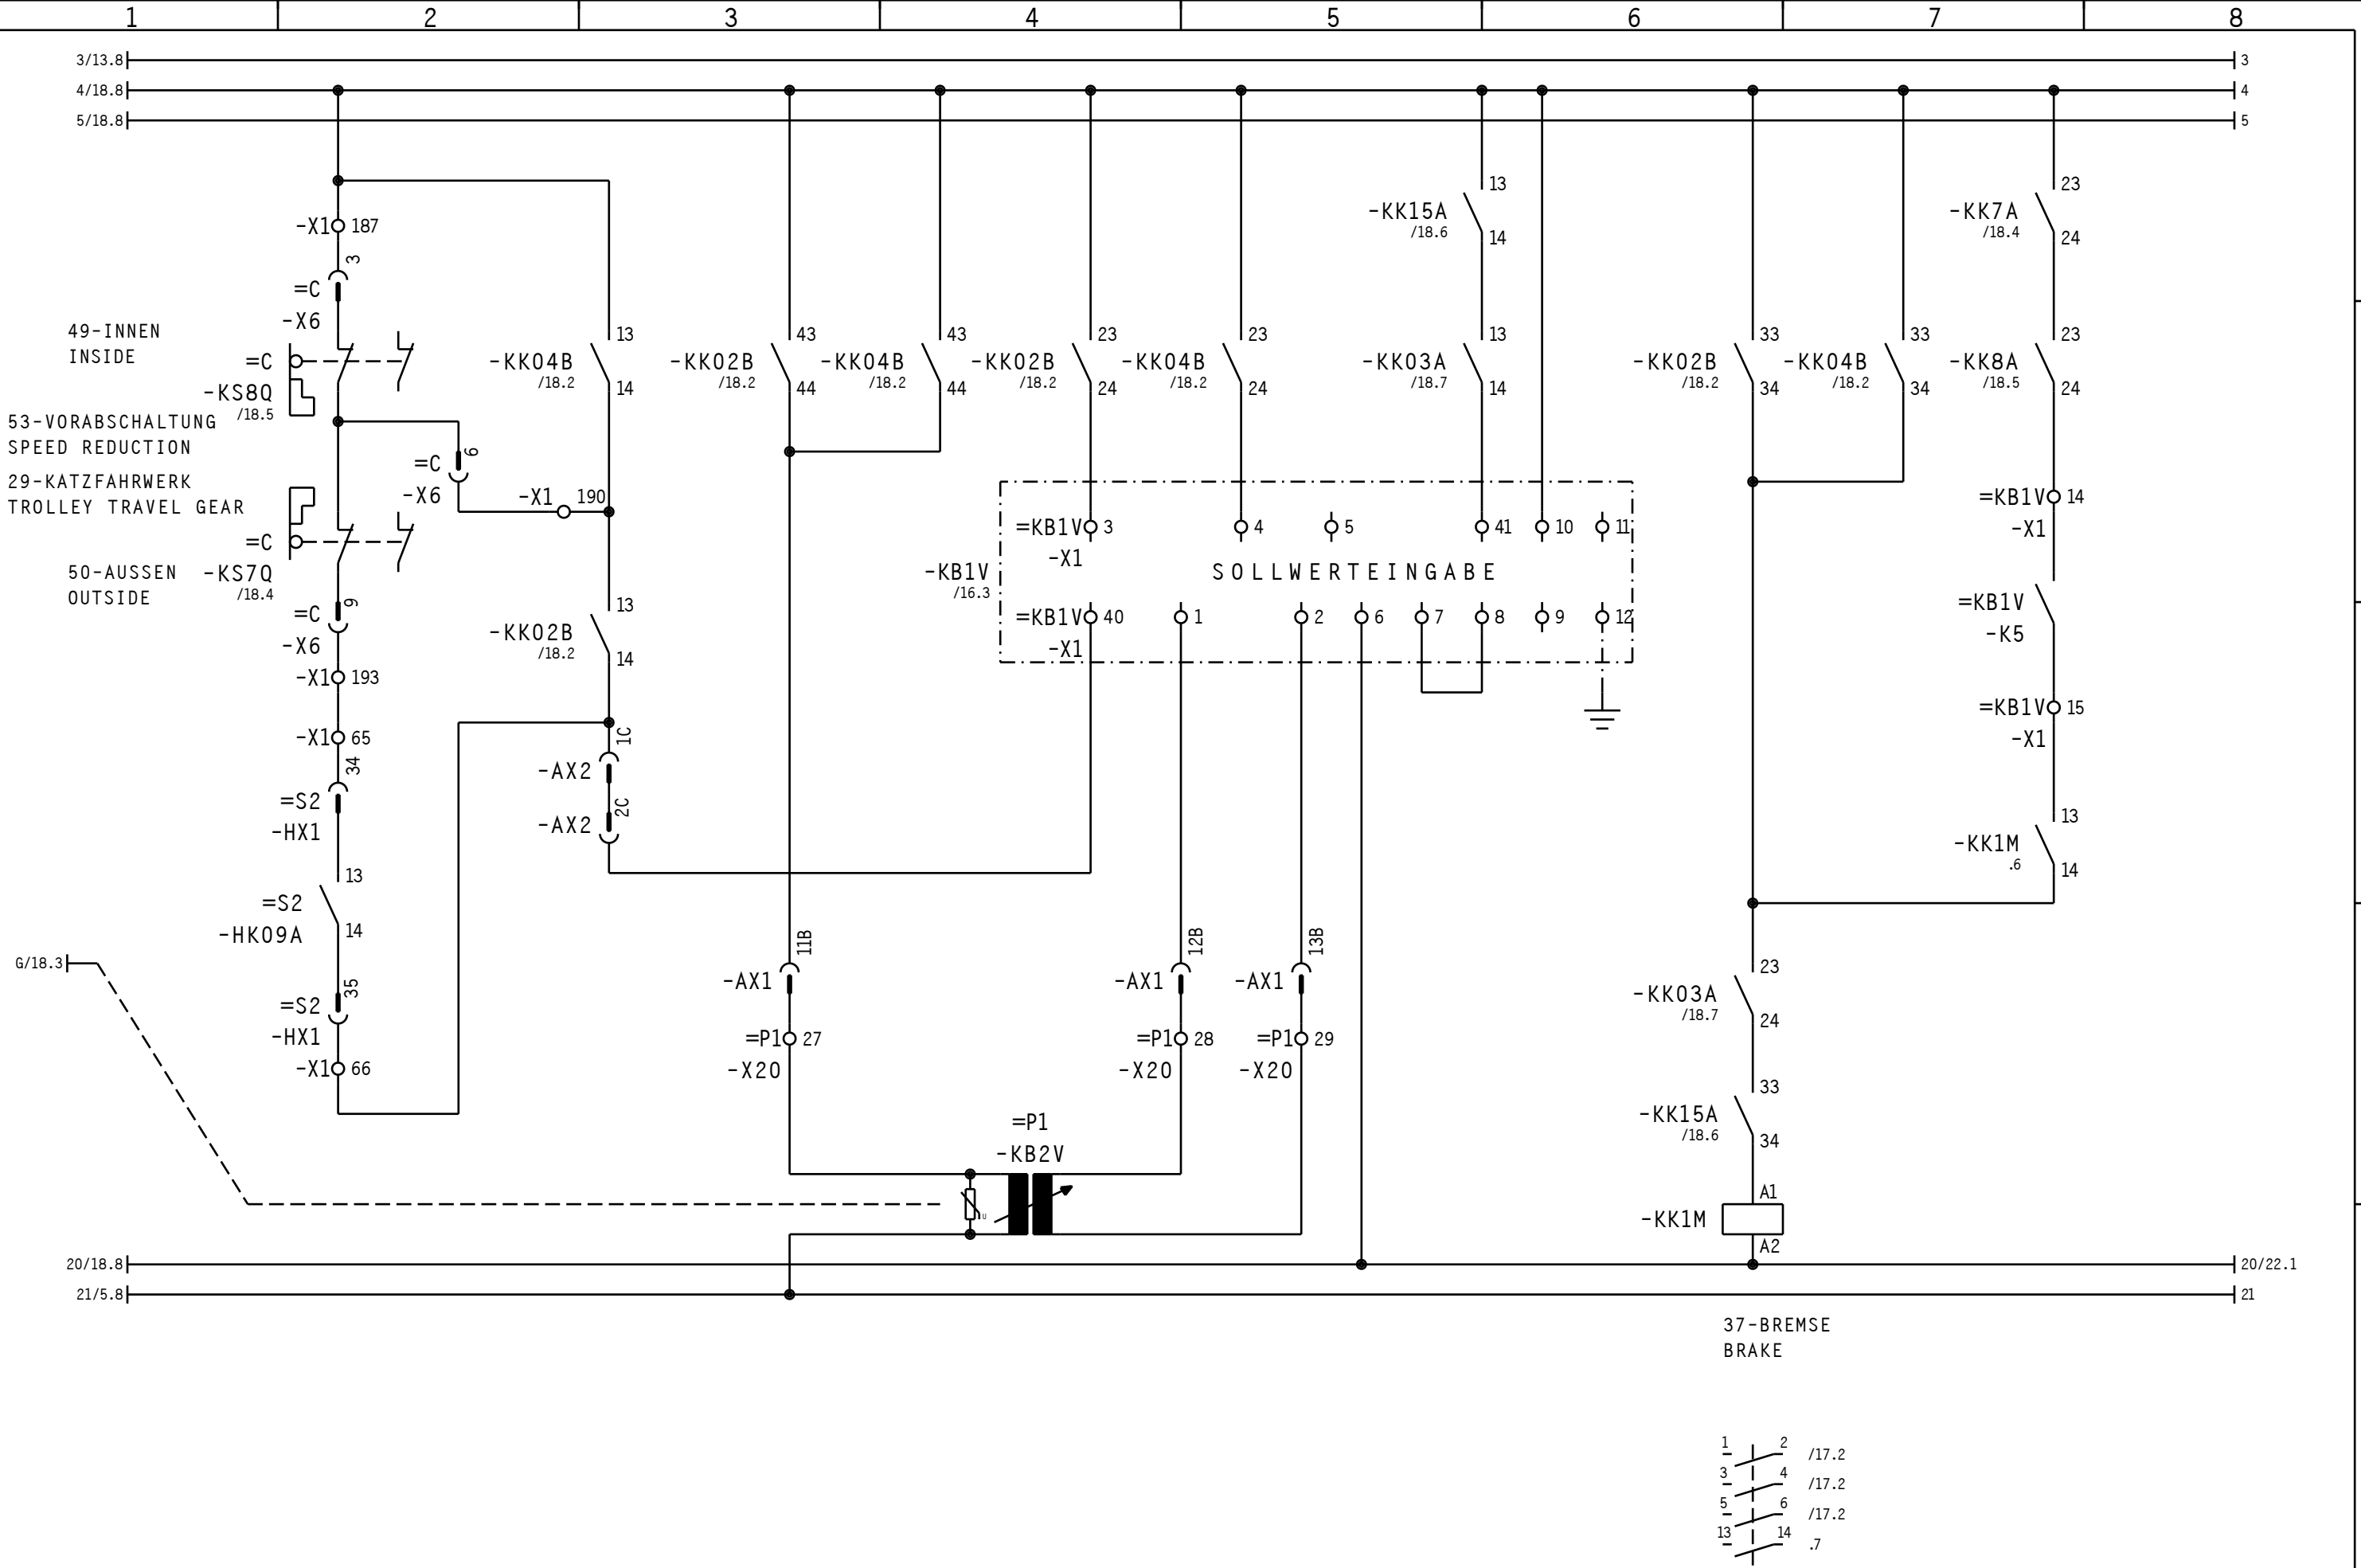 1 2 3 4 5 6 7 8
3/13.8 3
4/18.8 4
5/18.8 5
13
23
-KK15A
/18.6
-KK7A
/18.4
14
24
-X1 187
3
=C
-X6
49-INNEN
INSIDE
=C
-KS8Q
/18.5
13
-KK04B
/18.2
14
43
-KK02B
/18.2
44
43
-KK04B
/18.2
44
23
-KK02B
/18.2
24
23
-KK04B
/18.2
24
13
-KK03A
/18.7
14
33
-KK02B
/18.2
34
33
-KK04B
/18.2
34
23
-KK8A
/18.5
24
53-VORABSCHALTUNG
SPEED REDUCTION
29-KATZFAHRWERK
TROLLEY TRAVEL GEAR
6
=C
-X6
-X1 190
=C
-KS7Q
/18.4
50-AUSSEN
OUTSIDE
=KB1V 3 4 5 41 10 11
-X1
SOLLWERTEINGABE
-KB1V
/16.3
=KB1V 40 1 2 6 7 8 9 12
-X1
=KB1V 14
-X1
=KB1V
-K5
=KB1V 15
-X1
9
=C
-X6
-X1 193
13
-KK02B
/18.2
14
-X1 65
34
=S2
-HX1
1C
-AX2
2C
-AX2
13
-KK1M
.6
14
13
=S2
-HK09A
14
G/18.3
35
=S2
-HX1
-X1 66
11B
-AX1
=P1 27
-X20
12B
-AX1
=P1 28
-X20
13B
-AX1
=P1 29
-X20
23
-KK03A
/18.7
24
33
-KK15A
/18.6
34
=P1
-KB2V
U
A1
-KK1M
A2
20/18.8 20/22.1
21/5.8 21
37-BREMSE
BRAKE
1 2 /17.2
3 4 /17.2
5 6 /17.2
13 14 .7